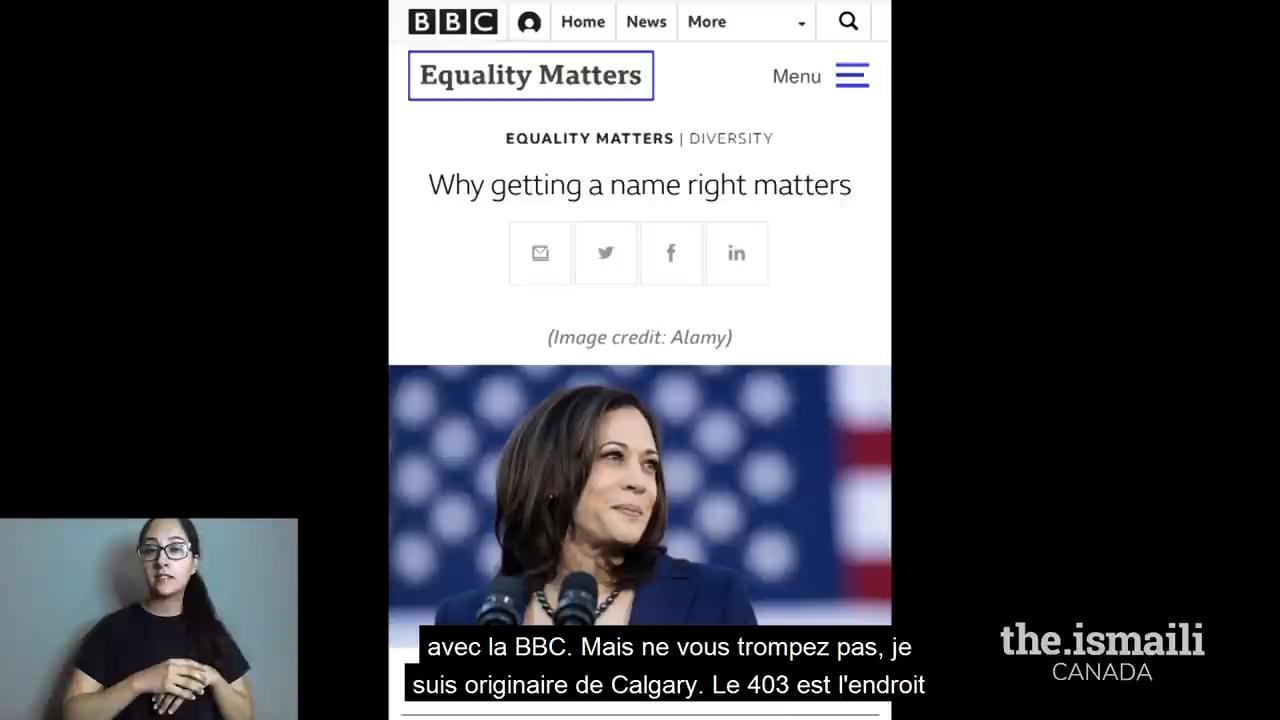 BBC Home News More
Equality Matters Menu
EQUALITY MATTERS | DIVERSITY
Why getting a name right matters
f in
(Image credit: Alamy)
avec la BBC. Mais ne vous trompez pas, je
suis originaire de Calgary. Le 403 est l'endroit
the.ismaili
CANADA